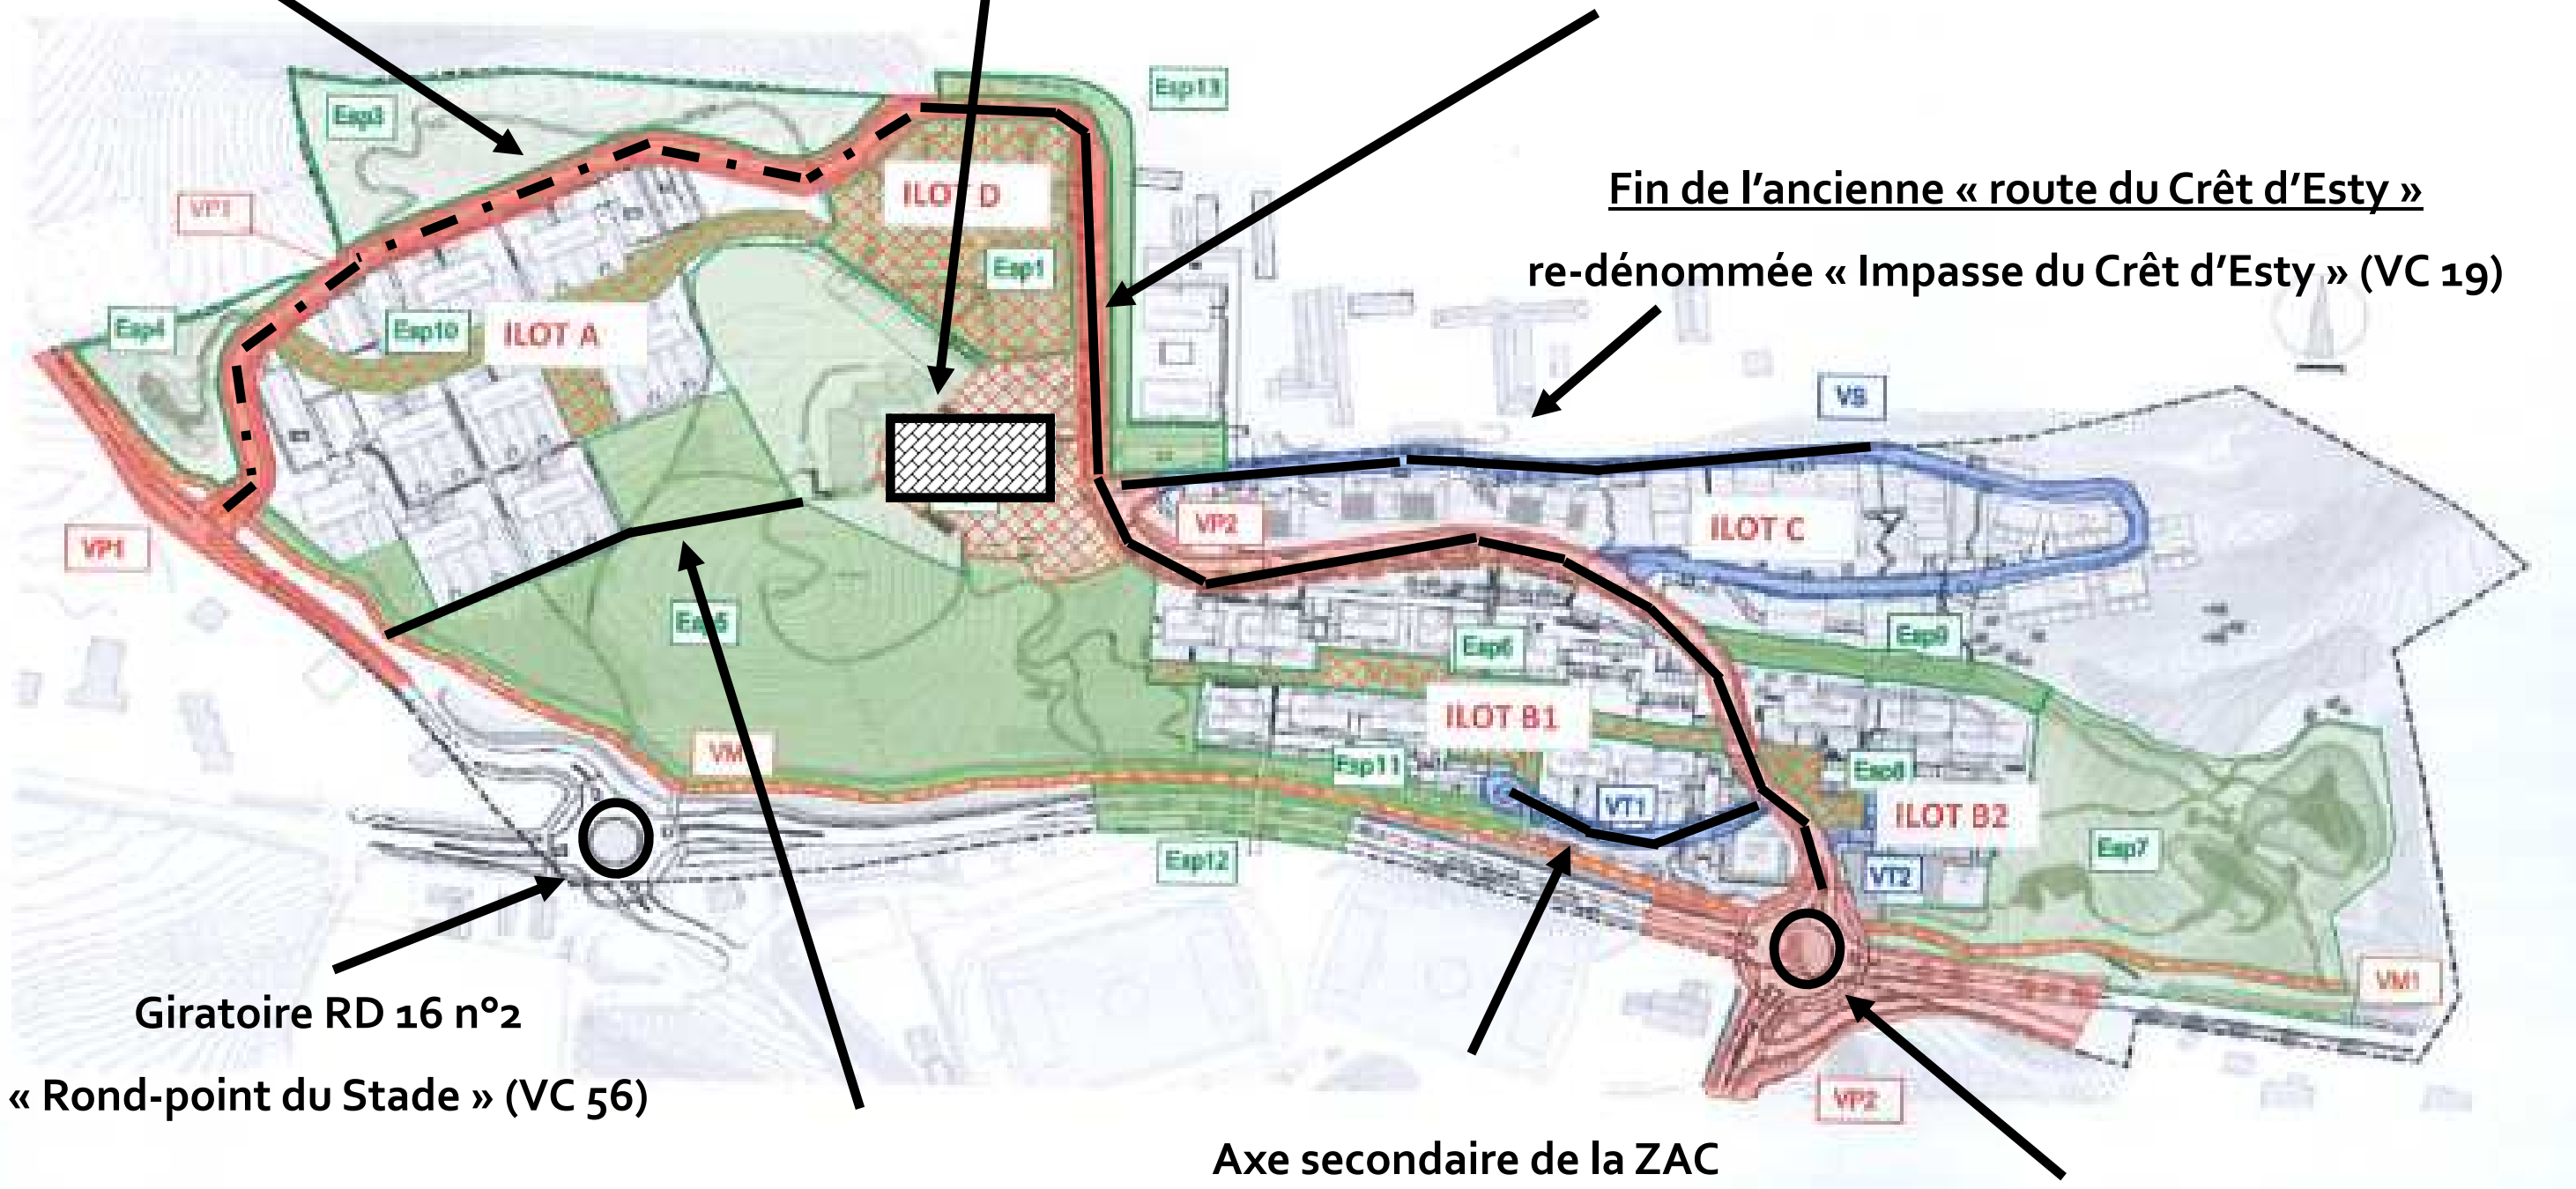 Esp13
Esp3
Fin de l’ancienne « route du Crêt d’Esty »
ILOT D
VP1
re-dénommée « Impasse du Crêt d’Esty » (VC 19)
Esp1
Esp4
Esp10
ILOT A
VS
VP2
ILOT C
VP1
Esp5
Esp9
Esp6
ILOT B1
VM1
Esp11
Esp8
VT1
ILOT B2
Esp7
Esp12
VT2
VM1
Giratoire RD 16 n°2
« Rond-point du Stade » (VC 56)
VP2
Axe secondaire de la ZAC